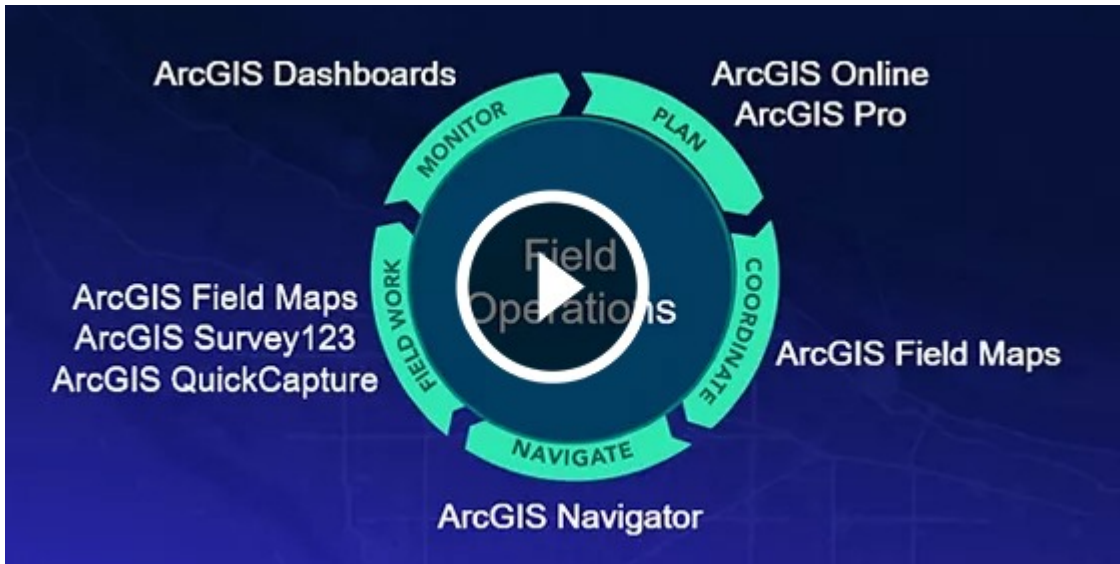 ArcGIS Dashboards
ArcGIS Online
ArcGIS Pro
MONITOR
PLAN
Field
Operations
FIELD WORK
COORDINATE
ArcGIS Field Maps
ArcGIS Survey123
ArcGIS QuickCapture
ArcGIS Field Maps
NAVIGATE
ArcGIS Navigator